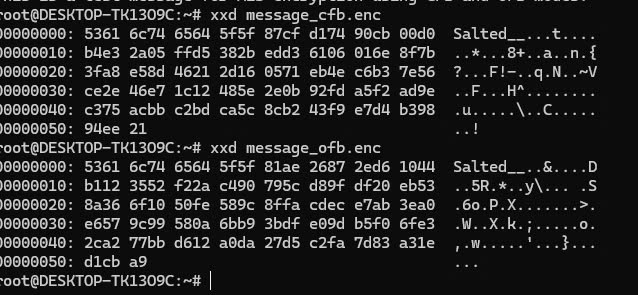 root@DESKTOP-TK13O9C:~# xxd message_cfb.enc
00000000: 5361 6c74 6564 5f5f 87cf d174 90cb 00d0  Salted__...t....
00000010: b4e3 2a05 ffd5 382b edd3 6106 016e 8f7b  ..*...8+..a..n.{
00000020: 3fa8 e58d 4621 2d16 0571 eb4e c6b3 7e56  ?...F!-..q.N..~V
00000030: ce2e 46e7 1c12 485e 2e0b 92fd a5f2 ad9e  ..F...H^........
00000040: c375 acbb c2bd ca5c 8cb2 43f9 e7d4 b398  .u.....\..C.....
00000050: 94ee 21                                  ..!
root@DESKTOP-TK13O9C:~# xxd message_ofb.enc
00000000: 5361 6c74 6564 5f5f 81ae 2687 2ed6 1044  Salted__..&....D
00000010: b112 3552 f22a c490 795c d89f df20 eb53  ..5R.*..y\... .S
00000020: 8a36 6f10 50fe 589c 8ffa cdec e7ab 3ea0  .6o.P.X.......>.
00000030: e657 9c99 580a 6bb9 3bdf e09d b5f0 6fe3  .W..X.k.;.....o.
00000040: 2ca2 77bb d612 a0da 27d5 c2fa 7d83 a31e  ,.w.....'...}...
00000050: d1cb a9                                  ...
root@DESKTOP-TK13O9C:~#